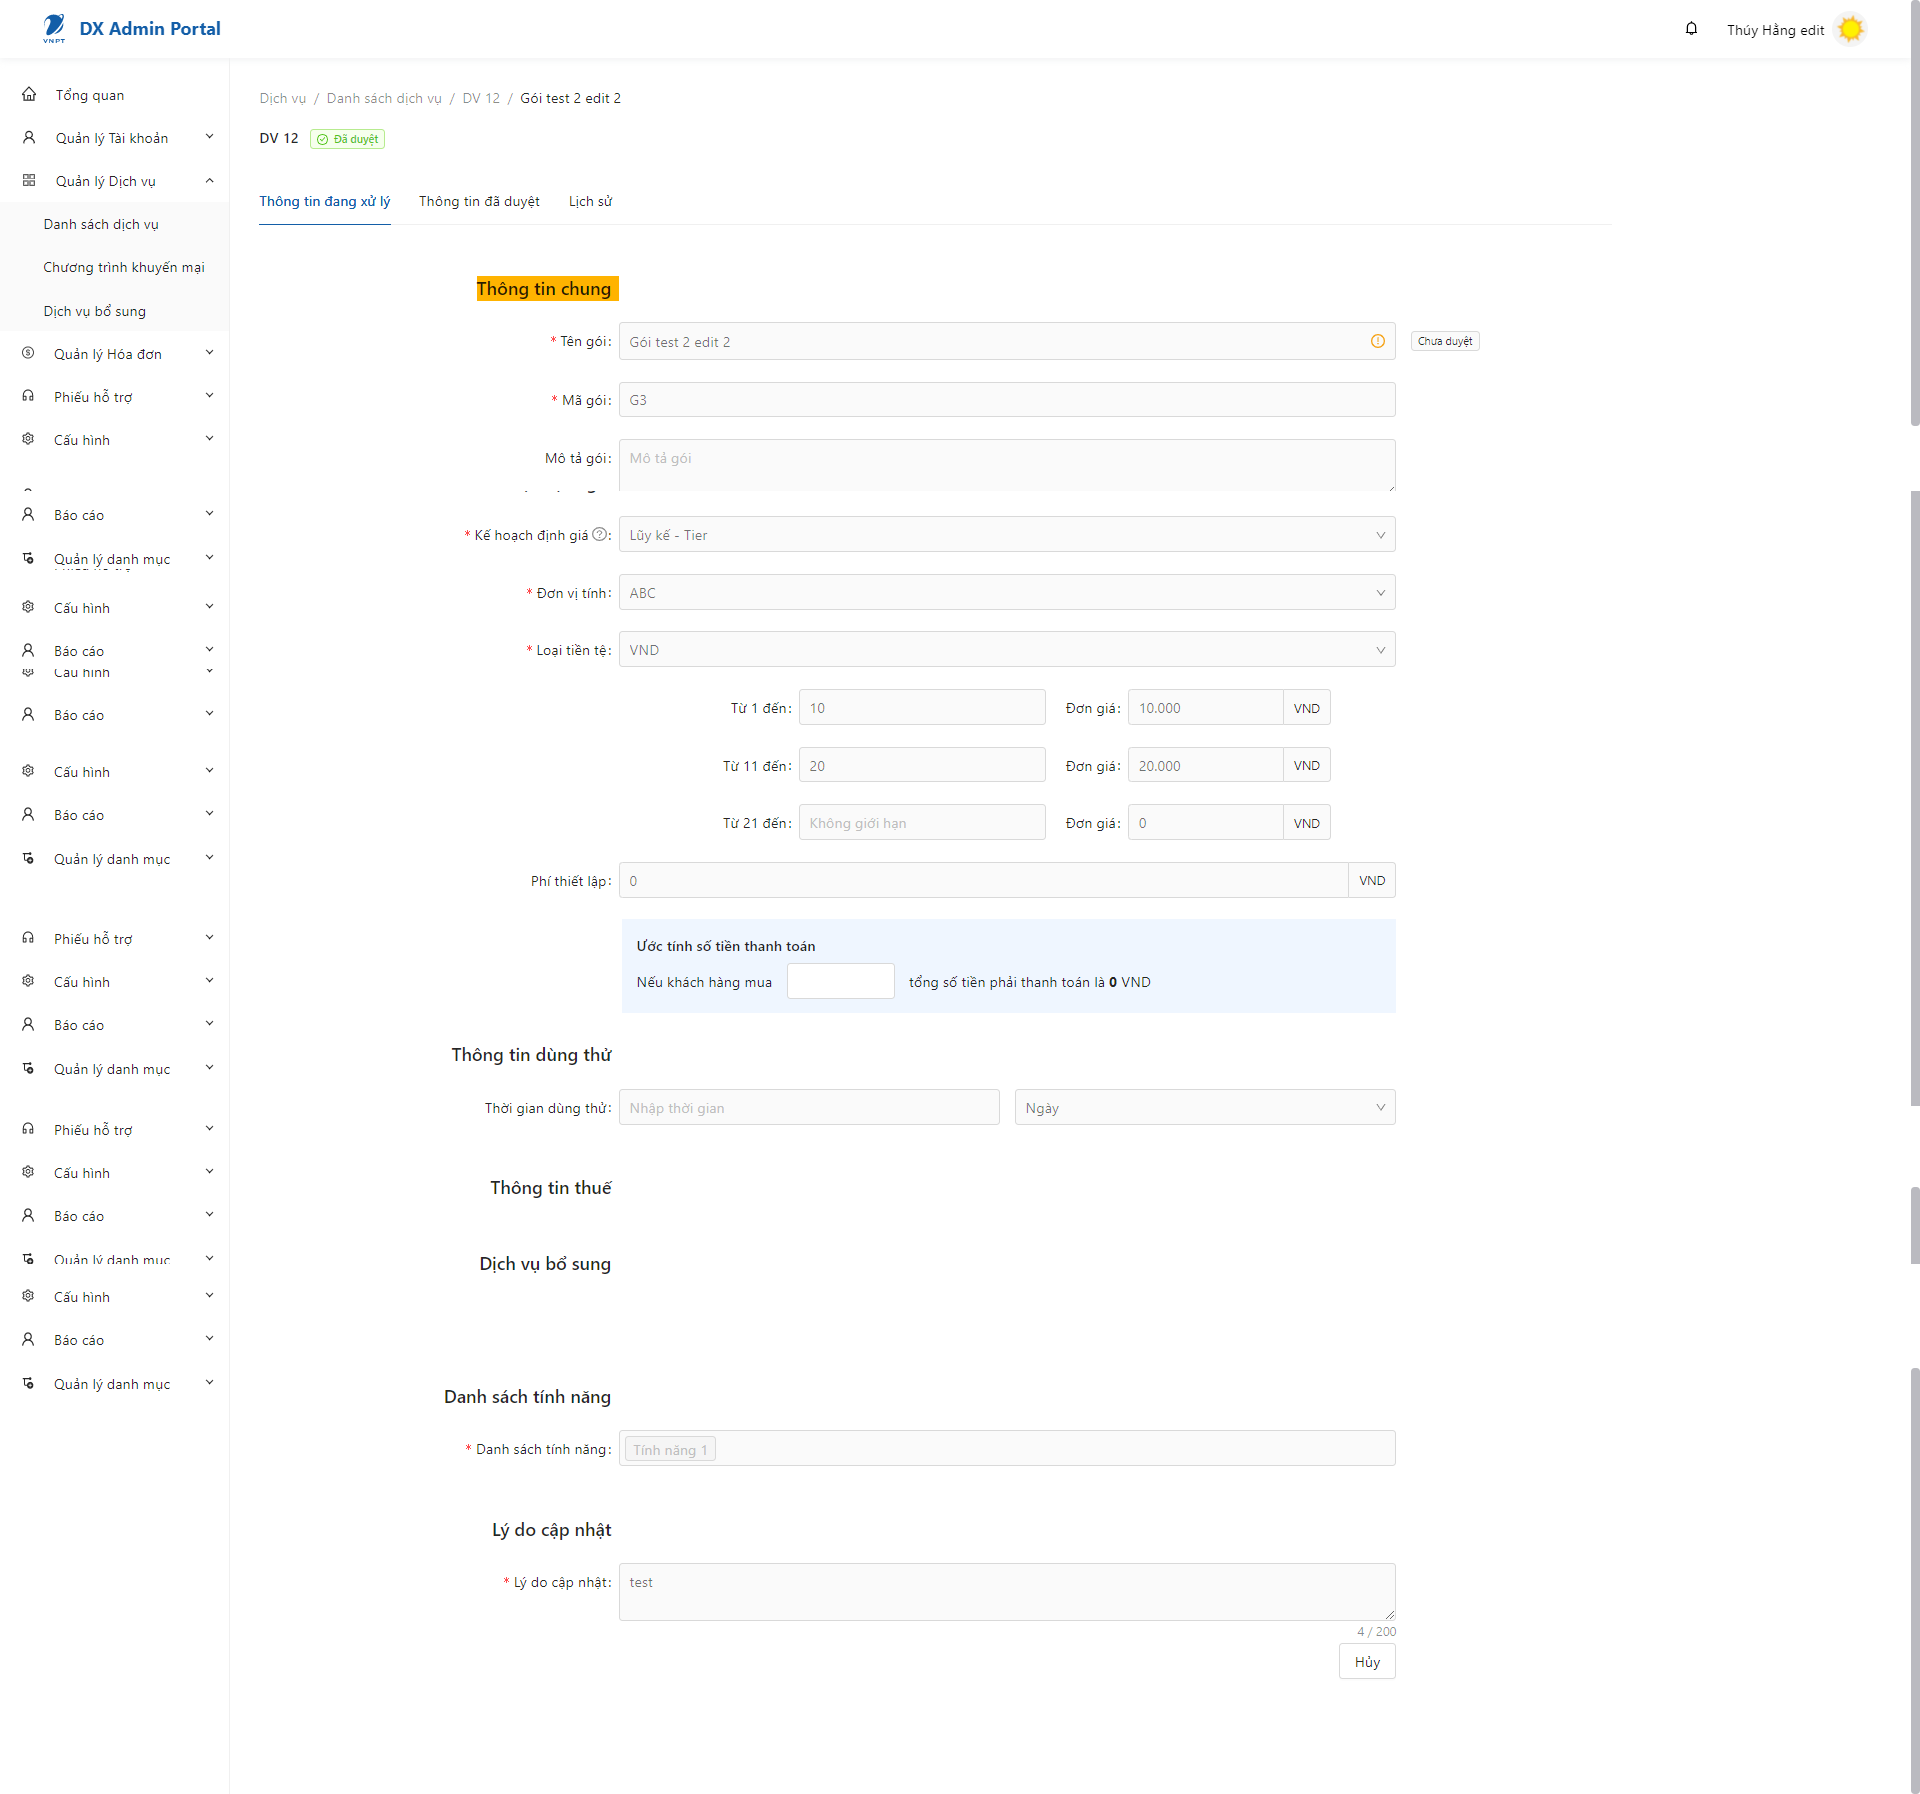 VNPT
DX Admin Portal
Thúy Hằng edit
Tổng quan
Quản lý Tài khoản
Quản lý Dịch vụ
Danh sách dịch vụ
Chương trình khuyến mại
Dịch vụ bổ sung
Quản lý Hóa đơn
Phiếu hỗ trợ
Cấu hình
Báo cáo
Quản lý danh mục
Cấu hình
Báo cáo
Cấu hình
Báo cáo
Cấu hình
Báo cáo
Quản lý danh mục
Phiếu hỗ trợ
Cấu hình
Báo cáo
Quản lý danh mục
Phiếu hỗ trợ
Cấu hình
Báo cáo
Quản lý danh mục
Cấu hình
Báo cáo
Quản lý danh mục
Dịch vụ / Danh sách dịch vụ / DV 12 / Gói test 2 edit 2
DV 12 Đã duyệt
Thông tin đang xử lý Thông tin đã duyệt Lịch sử
Thông tin chung
* Tên gói: Gói test 2 edit 2 Chưa duyệt
* Mã gói: G3
Mô tả gói: Mô tả gói
* Kế hoạch định giá ?: Lũy kế - Tier
* Đơn vị tính: ABC
* Loại tiền tệ: VND
Từ 1 đến: 10 Đơn giá: 10.000 VND
Từ 11 đến: 20 Đơn giá: 20.000 VND
Từ 21 đến: Không giới hạn Đơn giá: 0 VND
Phí thiết lập: 0 VND
Ước tính số tiền thanh toán
Nếu khách hàng mua tổng số tiền phải thanh toán là 0 VND
Thông tin dùng thử
Thời gian dùng thử: Nhập thời gian Ngày
Thông tin thuế
Dịch vụ bổ sung
Danh sách tính năng
* Danh sách tính năng: Tính năng 1
Lý do cập nhật
* Lý do cập nhật: test
4 / 200
Hủy